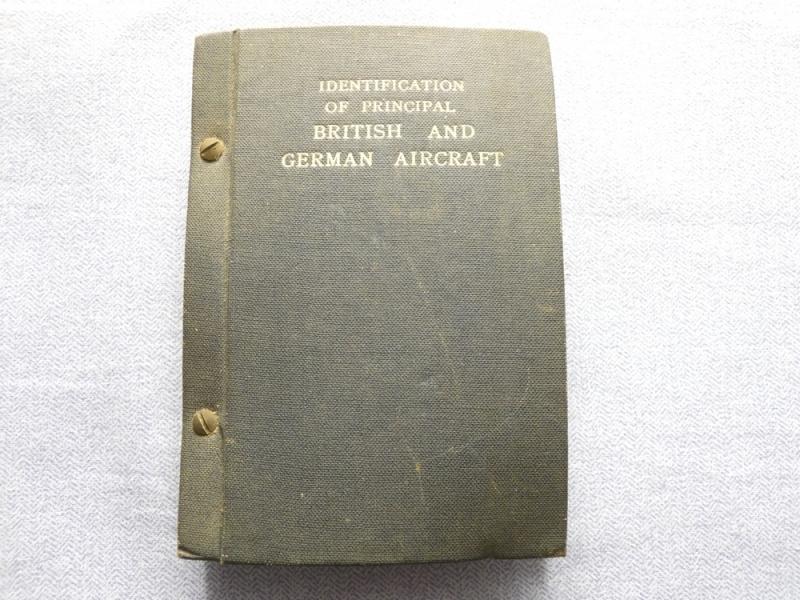 IDENTIFICATION
OF PRINCIPAL
BRITISH AND
GERMAN AIRCRAFT